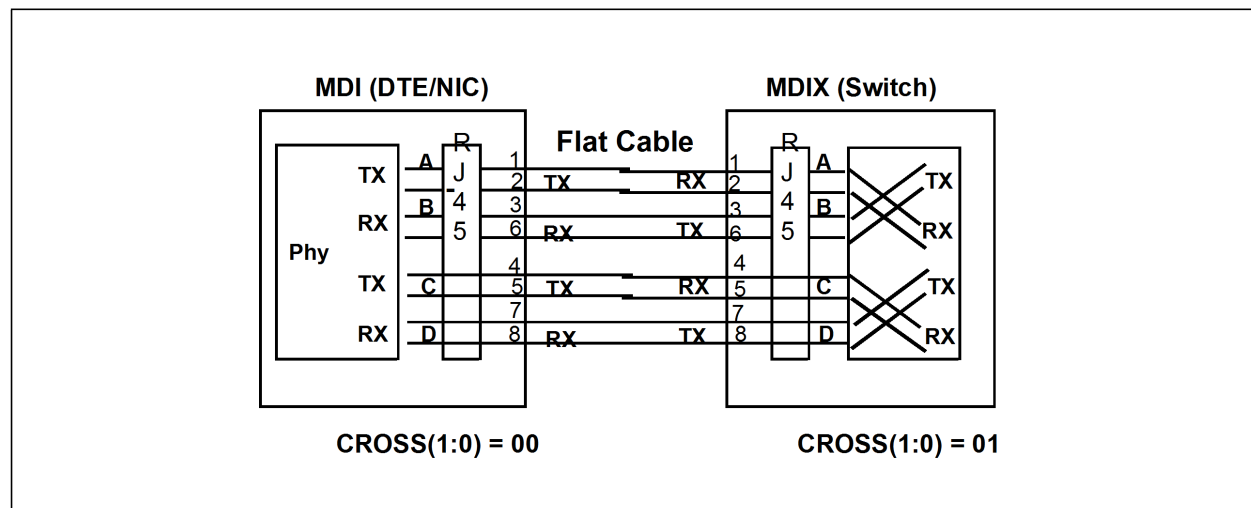 MDI (DTE/NIC)
MDIX (Switch)
Flat Cable
R
J
4
5
A
B
C
D
TX
RX
TX
RX
Phy
1
2
3
6
4
5
7
8
TX
RX
TX
RX
RX
TX
RX
TX
1
2
3
6
4
5
7
8
R
J
4
5
A
B
C
D
TX
RX
TX
RX
CROSS(1:0) = 00
CROSS(1:0) = 01